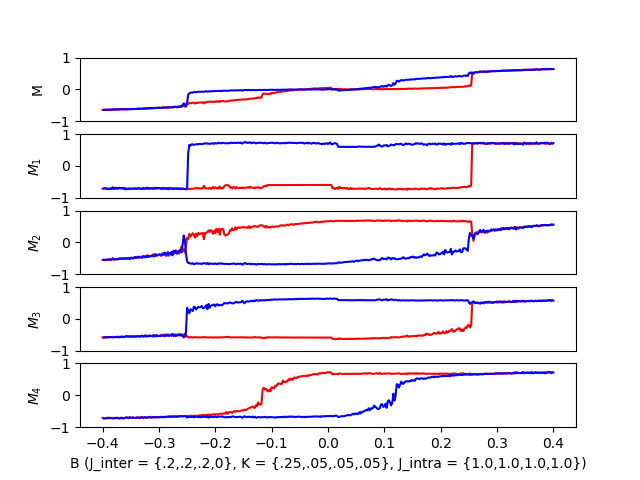 1
0
−1
M
1
0
−1
M₁
1
0
−1
M₂
1
0
−1
M₃
1
0
−1
M₄
−0.4 −0.3 −0.2 −0.1 0.0 0.1 0.2 0.3 0.4
B (J_inter = {.2,.2,.2,0}, K = {.25,.05,.05,.05}, J_intra = {1.0,1.0,1.0,1.0})